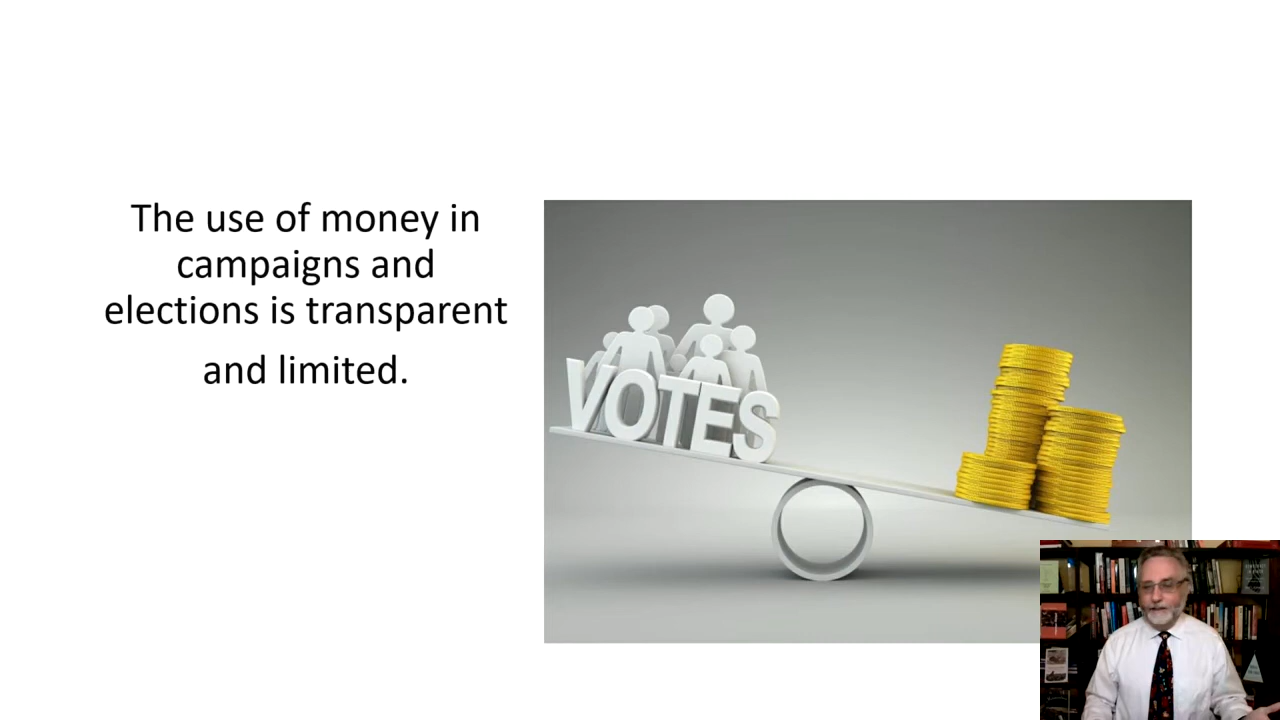 The use of money in
campaigns and
elections is transparent
and limited.
VOTES